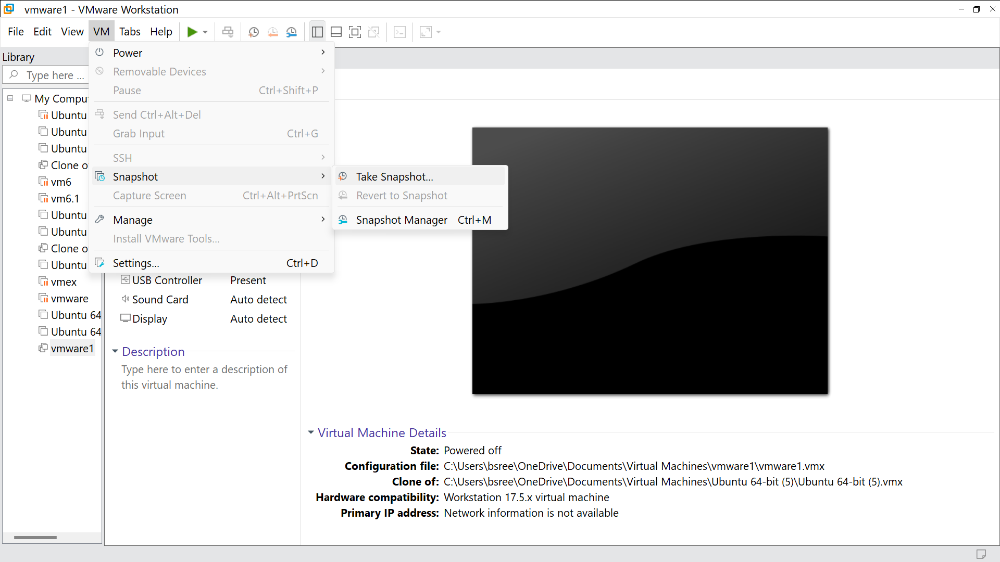 vmware1 - VMware Workstation
File Edit View VM Tabs Help
Library
Type here ...
My Compu
Ubuntu
Ubuntu
Ubuntu
Clone o
vm6
vm6.1
Ubuntu
Ubuntu
Clone o
Ubuntu
vmex
vmware
Ubuntu 64
Ubuntu 64
vmware1
Power
Removable Devices
Pause Ctrl+Shift+P
Send Ctrl+Alt+Del
Grab Input Ctrl+G
SSH
Snapshot
Capture Screen Ctrl+Alt+PrtScn
Manage
Install VMware Tools...
Settings... Ctrl+D
Take Snapshot...
Revert to Snapshot
Snapshot Manager Ctrl+M
USB Controller Present
Sound Card Auto detect
Display Auto detect
Description
Type here to enter a description of
this virtual machine.
Virtual Machine Details
State: Powered off
Configuration file: C:\Users\bsree\OneDrive\Documents\Virtual Machines\vmware1\vmware1.vmx
Clone of: C:\Users\bsree\OneDrive\Documents\Virtual Machines\Ubuntu 64-bit (5)\Ubuntu 64-bit (5).vmx
Hardware compatibility: Workstation 17.5.x virtual machine
Primary IP address: Network information is not available